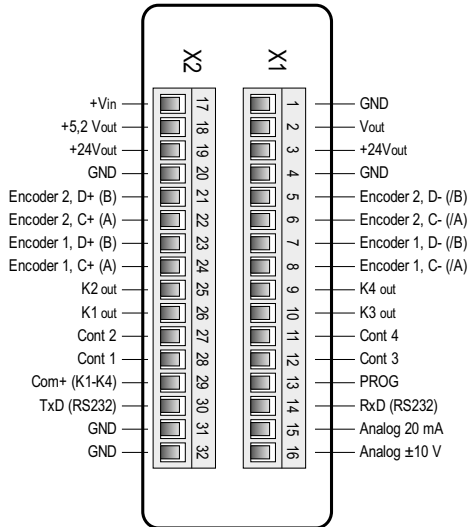 X2 X1
+Vin 17 1 GND
+5,2 Vout 18 2 Vout
+24Vout 19 3 +24Vout
GND 20 4 GND
Encoder 2, D+ (B) 21 5 Encoder 2, D- (/B)
Encoder 2, C+ (A) 22 6 Encoder 2, C- (/A)
Encoder 1, D+ (B) 23 7 Encoder 1, D- (/B)
Encoder 1, C+ (A) 24 8 Encoder 1, C- (/A)
K2 out 25 9 K4 out
K1 out 26 10 K3 out
Cont 2 27 11 Cont 4
Cont 1 28 12 Cont 3
Com+ (K1-K4) 29 13 PROG
TxD (RS232) 30 14 RxD (RS232)
GND 31 15 Analog 20 mA
GND 32 16 Analog ±10 V